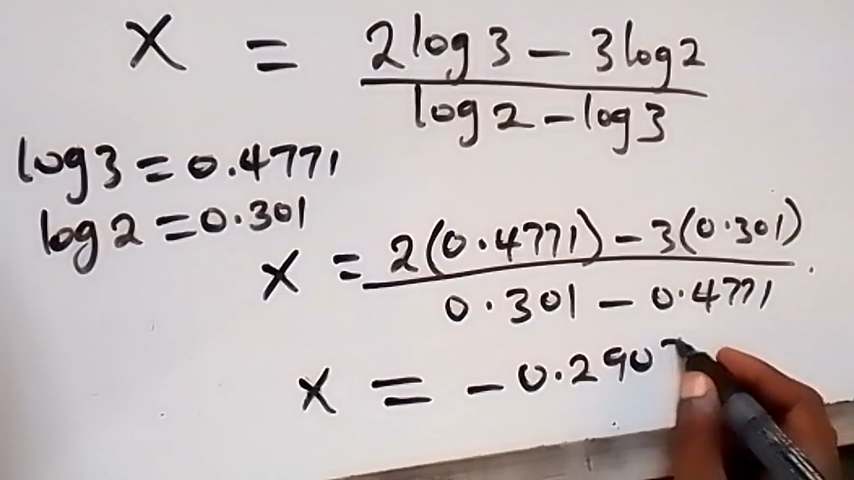 x = (2log3 - 3log2) / (log2 - log3)
log3 = 0.4771
log2 = 0.301
x = (2(0.4771) - 3(0.301)) / (0.301 - 0.4771)
x = -0.290